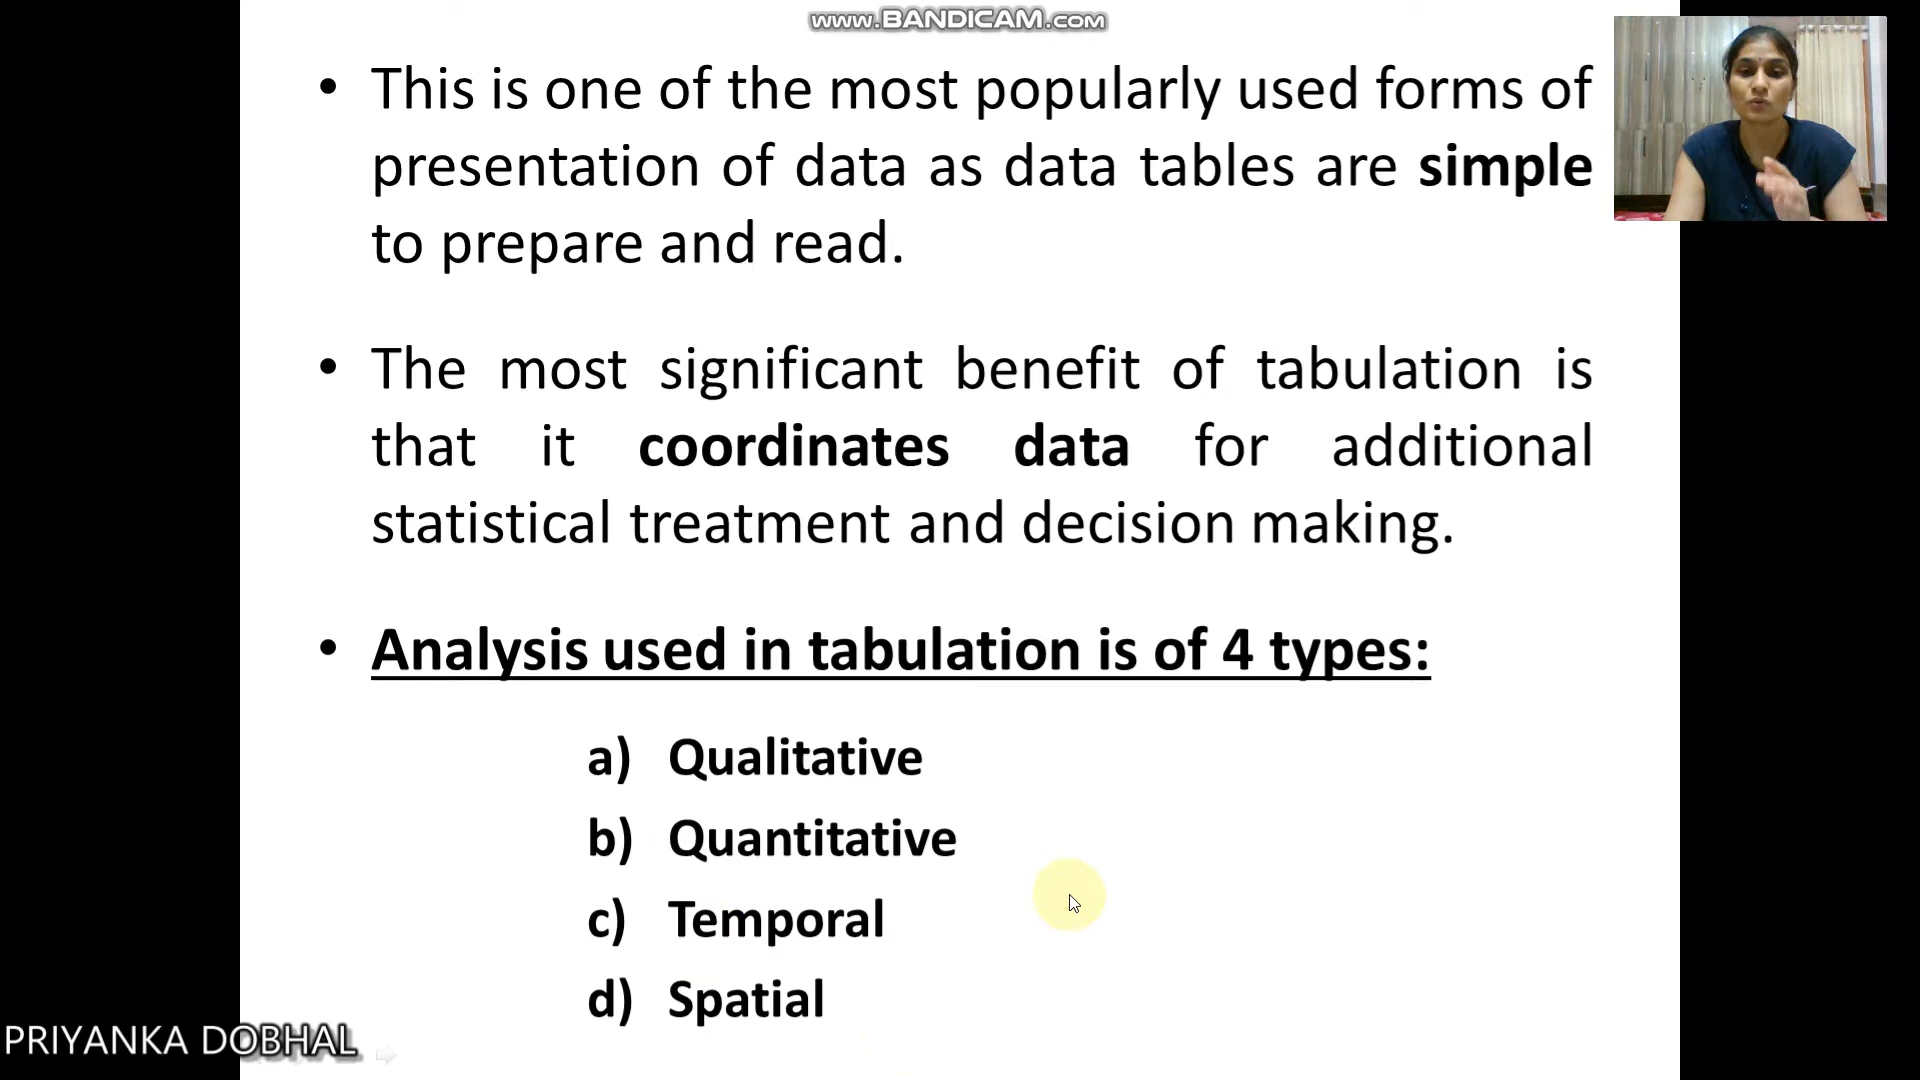 www.BANDICAM.com
• This is one of the most popularly used forms of
presentation of data as data tables are simple
to prepare and read.
• The most significant benefit of tabulation is
that it coordinates data for additional
statistical treatment and decision making.
• Analysis used in tabulation is of 4 types:
a) Qualitative
b) Quantitative
c) Temporal
d) Spatial
PRIYANKA DOBHAL